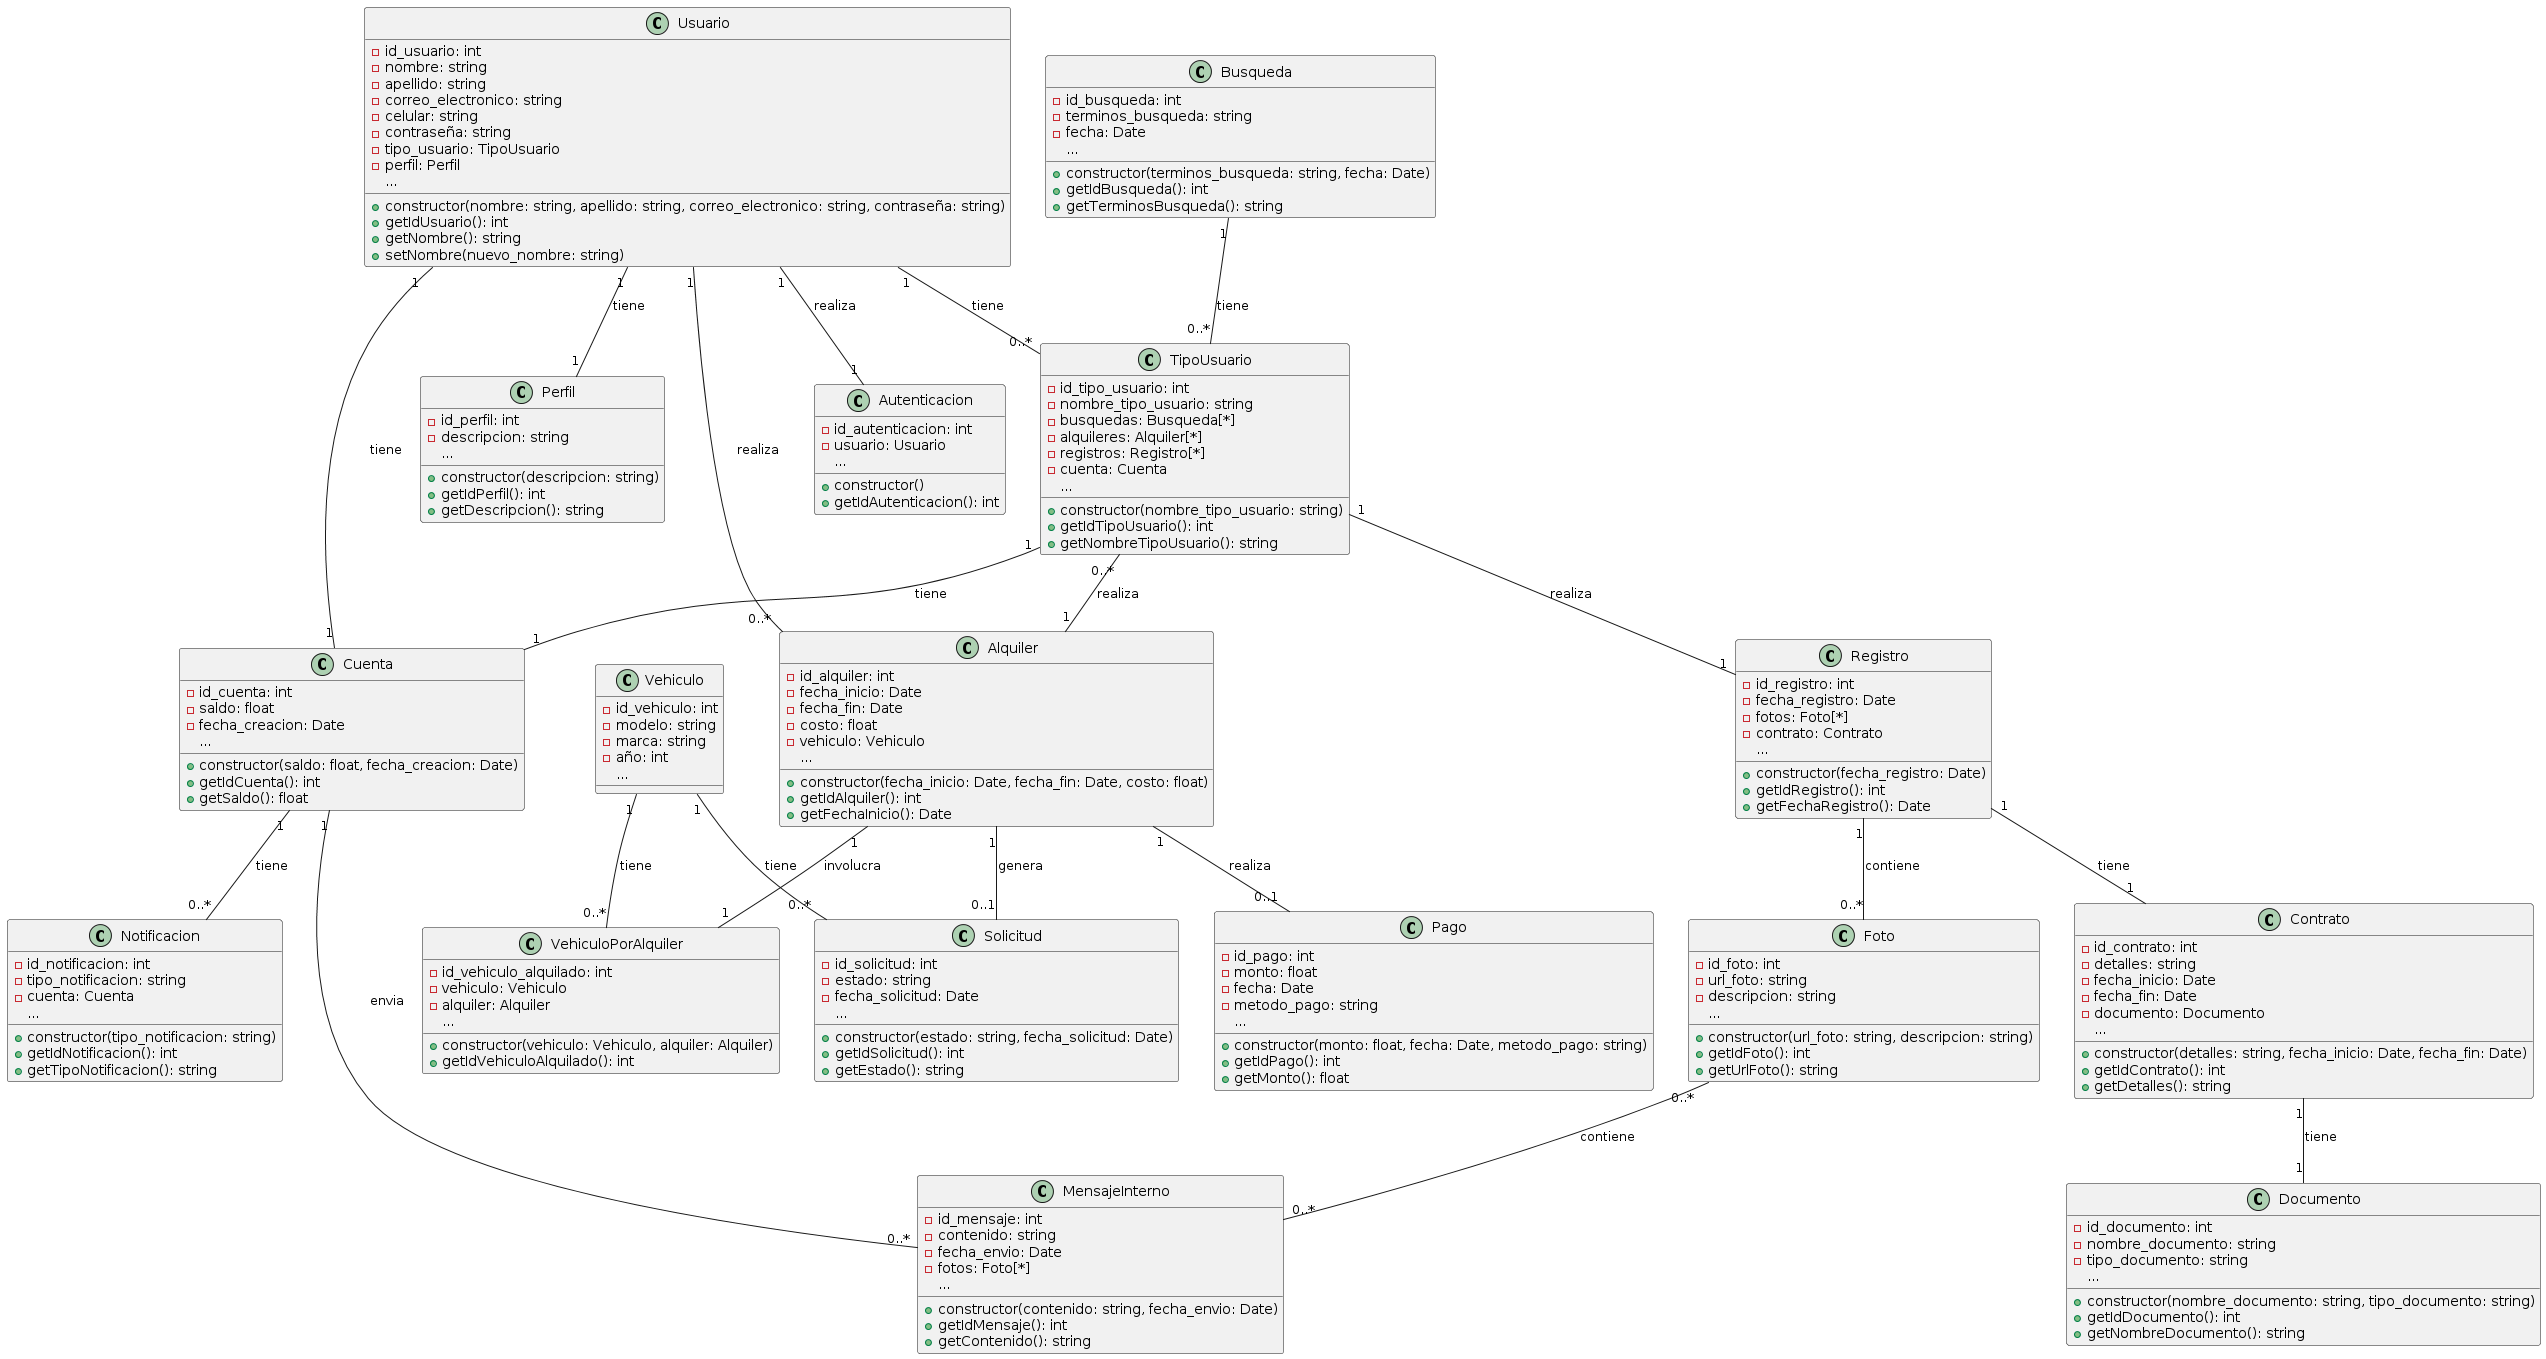 C Usuario
id_usuario: int
nombre: string
apellido: string
correo_electronico: string
celular: string
contraseña: string
tipo_usuario: TipoUsuario
perfil: Perfil
...
constructor(nombre: string, apellido: string, correo_electronico: string, contraseña: string)
getIdUsuario(): int
getNombre(): string
setNombre(nuevo_nombre: string)
C Busqueda
id_busqueda: int
terminos_busqueda: string
fecha: Date
...
constructor(terminos_busqueda: string, fecha: Date)
getIdBusqueda(): int
getTerminosBusqueda(): string
1
1
1
1
1
1
tiene
realiza
tiene
tiene
0..*
0..*
1
1
tiene
realiza
C Perfil
id_perfil: int
descripcion: string
...
constructor(descripcion: string)
getIdPerfil(): int
getDescripcion(): string
C Autenticacion
id_autenticacion: int
usuario: Usuario
...
constructor()
getIdAutenticacion(): int
C TipoUsuario
id_tipo_usuario: int
nombre_tipo_usuario: string
busquedas: Busqueda[*]
alquileres: Alquiler[*]
registros: Registro[*]
cuenta: Cuenta
...
constructor(nombre_tipo_usuario: string)
getIdTipoUsuario(): int
getNombreTipoUsuario(): string
1
1
0..*
tiene
realiza
realiza
1
1
0..*
1
1
C Cuenta
id_cuenta: int
saldo: float
fecha_creacion: Date
...
constructor(saldo: float, fecha_creacion: Date)
getIdCuenta(): int
getSaldo(): float
C Vehiculo
id_vehiculo: int
modelo: string
marca: string
año: int
...
C Alquiler
id_alquiler: int
fecha_inicio: Date
fecha_fin: Date
costo: float
vehiculo: Vehiculo
...
constructor(fecha_inicio: Date, fecha_fin: Date, costo: float)
getIdAlquiler(): int
getFechaInicio(): Date
C Registro
id_registro: int
fecha_registro: Date
fotos: Foto[*]
contrato: Contrato
...
constructor(fecha_registro: Date)
getIdRegistro(): int
getFechaRegistro(): Date
1
1
1
1
1
1
1
1
1
tiene
tiene
tiene
involucra
genera
realiza
contiene
tiene
0..*
0..*
1
0..*
0..1
0..1
0..*
1
envia
C Notificacion
id_notificacion: int
tipo_notificacion: string
cuenta: Cuenta
...
constructor(tipo_notificacion: string)
getIdNotificacion(): int
getTipoNotificacion(): string
C VehiculoPorAlquiler
id_vehiculo_alquilado: int
vehiculo: Vehiculo
alquiler: Alquiler
...
constructor(vehiculo: Vehiculo, alquiler: Alquiler)
getIdVehiculoAlquilado(): int
C Solicitud
id_solicitud: int
estado: string
fecha_solicitud: Date
...
constructor(estado: string, fecha_solicitud: Date)
getIdSolicitud(): int
getEstado(): string
C Pago
id_pago: int
monto: float
fecha: Date
metodo_pago: string
...
constructor(monto: float, fecha: Date, metodo_pago: string)
getIdPago(): int
getMonto(): float
C Foto
id_foto: int
url_foto: string
descripcion: string
...
constructor(url_foto: string, descripcion: string)
getIdFoto(): int
getUrlFoto(): string
C Contrato
id_contrato: int
detalles: string
fecha_inicio: Date
fecha_fin: Date
documento: Documento
...
constructor(detalles: string, fecha_inicio: Date, fecha_fin: Date)
getIdContrato(): int
getDetalles(): string
0..*
1
contiene
tiene
0..*
0..*
1
C MensajeInterno
id_mensaje: int
contenido: string
fecha_envio: Date
fotos: Foto[*]
...
constructor(contenido: string, fecha_envio: Date)
getIdMensaje(): int
getContenido(): string
C Documento
id_documento: int
nombre_documento: string
tipo_documento: string
...
constructor(nombre_documento: string, tipo_documento: string)
getIdDocumento(): int
getNombreDocumento(): string